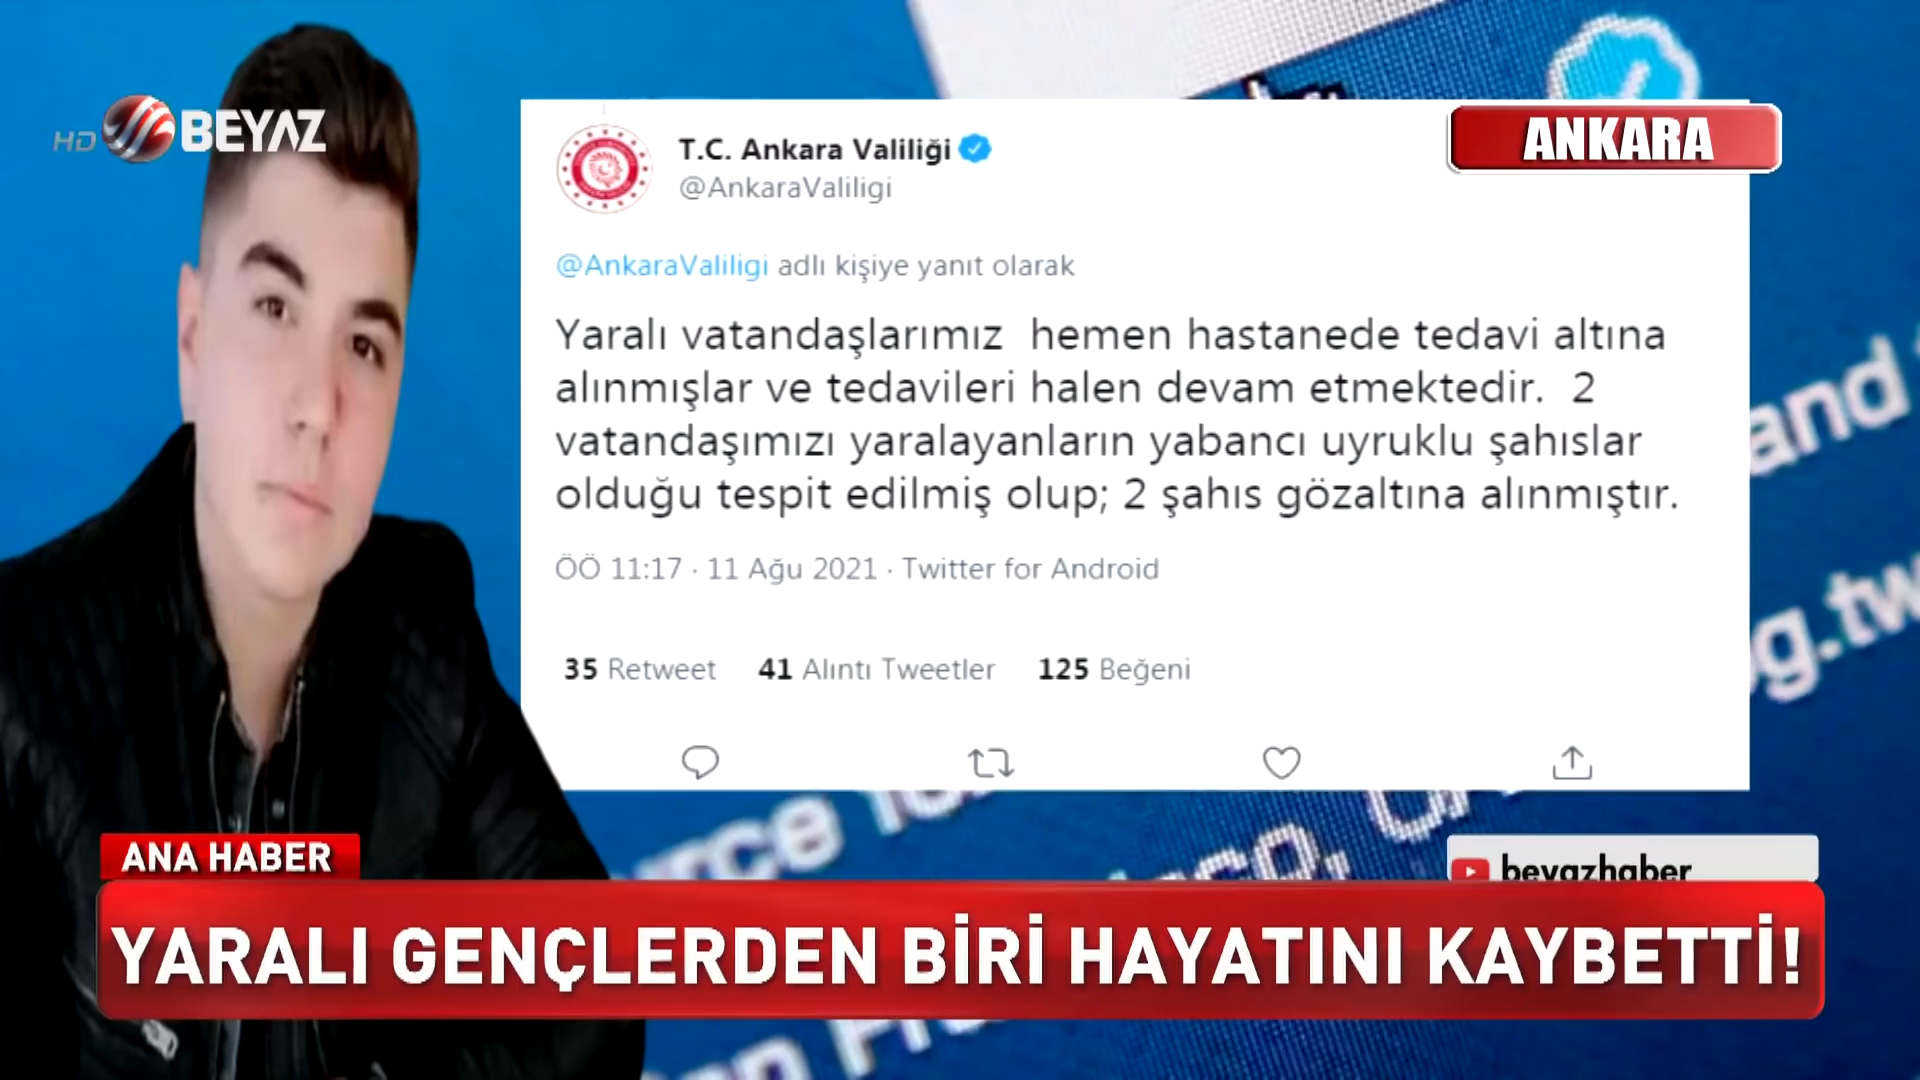 HD BEYAZ
ANKARA
T.C. Ankara Valiliği
@AnkaraValiligi
@AnkaraValiligi adlı kişiye yanıt olarak
Yaralı vatandaşlarımız hemen hastanede tedavi altına
alınmışlar ve tedavileri halen devam etmektedir. 2
vatandaşımızı yaralayanların yabancı uyruklu şahıslar
olduğu tespit edilmiş olup; 2 şahıs gözaltına alınmıştır.
ÖÖ 11:17 · 11 Ağu 2021 · Twitter for Android
35 Retweet 41 Alıntı Tweetler 125 Beğeni
and
og.tw
ANA HABER
beyazhaber
YARALI GENÇLERDEN BİRİ HAYATINI KAYBETTİ!